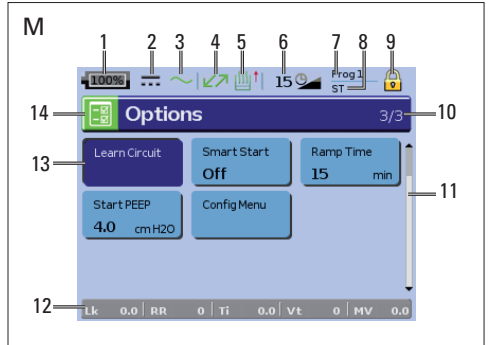 M
1 2 3 4 5 6 7 8 9
100% 15 Prog 1
ST
14 Options 3/3 10
13 Learn Circuit Smart Start Ramp Time
Off 15 min
11
Start PEEP Config Menu
4.0 cm H2O
12 Lk 0.0 RR 0 Ti 0.0 Vt 0 MV 0.0